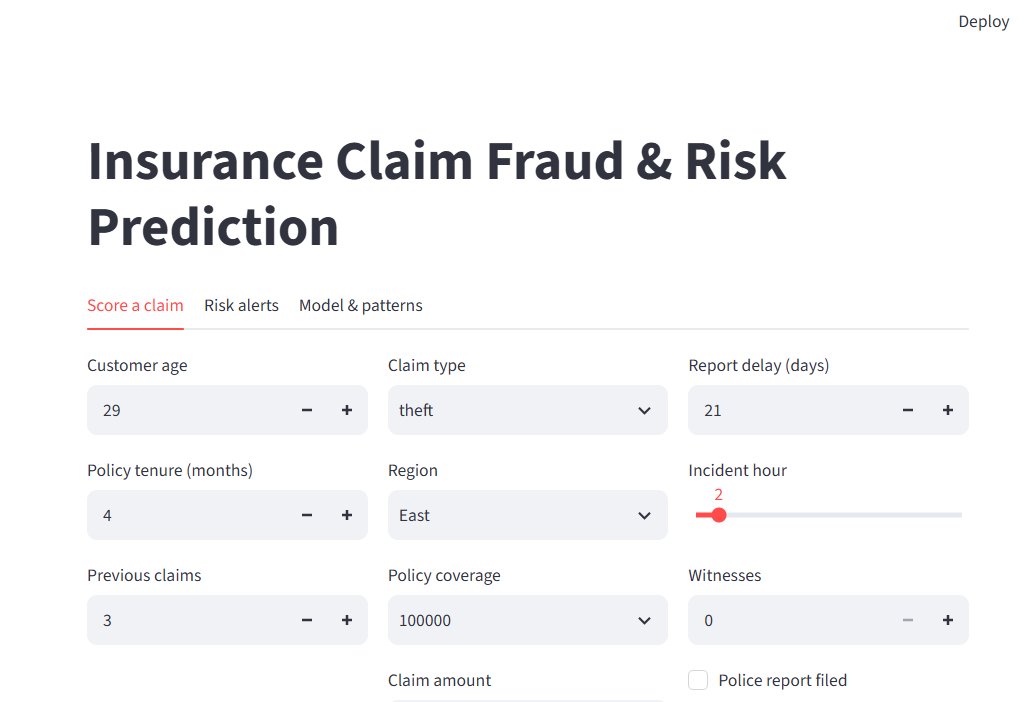 Deploy
Insurance Claim Fraud & Risk
Prediction
Score a claim Risk alerts Model & patterns
Customer age Claim type Report delay (days)
29 theft 21
Policy tenure (months) Region Incident hour
2
4 East
Previous claims Policy coverage Witnesses
3 100000 0
Claim amount Police report filed